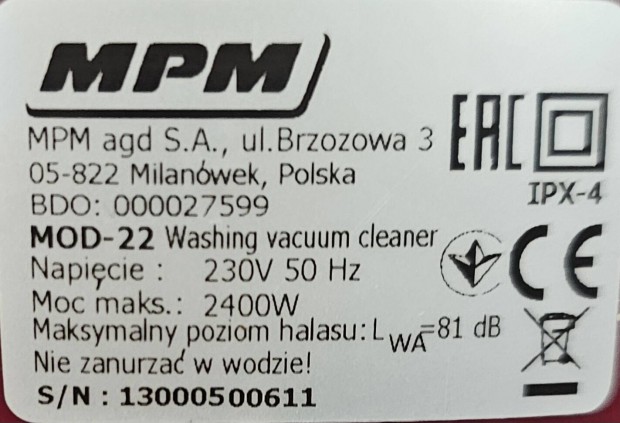 MPM
MPM agd S.A., ul.Brzozowa 3
05-822 Milanówek, Polska
BDO: 000027599
EAC
IPX-4
MOD-22 Washing vacuum cleaner
Napięcie : 230V 50 Hz
CE
Moc maks.: 2400W
Maksymalny poziom hałasu: LWA=81 dB
Nie zanurzać w wodzie!
S/N : 13000500611